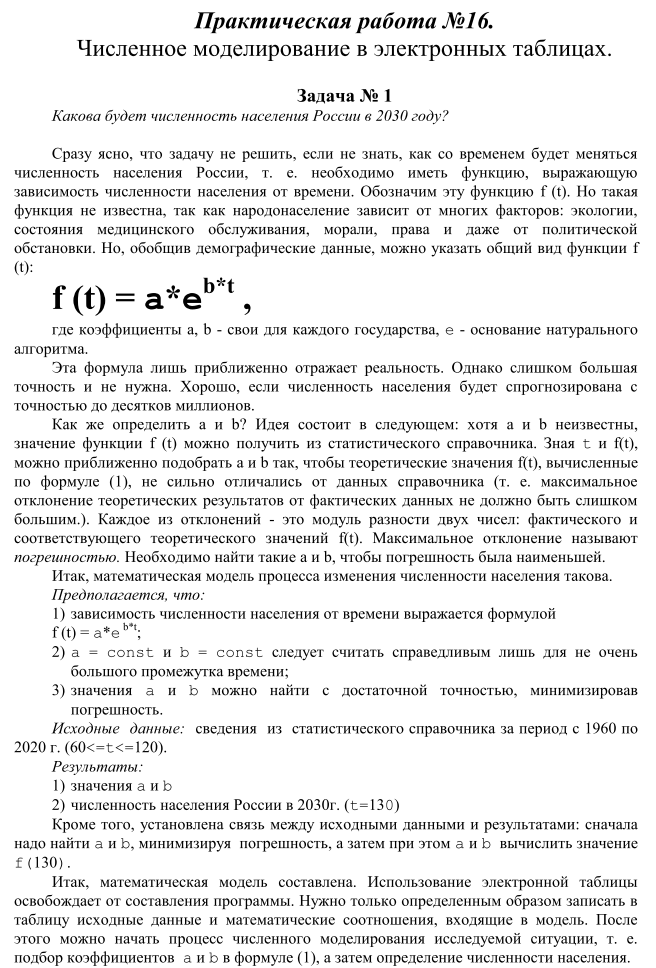 Практическая работа №16.
Численное моделирование в электронных таблицах.
Задача № 1
Какова будет численность населения России в 2030 году?
Сразу ясно, что задачу не решить, если не знать, как со временем будет меняться
численность населения России, т. е. необходимо иметь функцию, выражающую
зависимость численности населения от времени. Обозначим эту функцию f (t). Но такая
функция не известна, так как народонаселение зависит от многих факторов: экологии,
состояния медицинского обслуживания, морали, права и даже от политической
обстановки. Но, обобщив демографические данные, можно указать общий вид функции f
(t):
f (t) = a*e^b*t ,
где коэффициенты a, b - свои для каждого государства, e - основание натурального
алгоритма.
Эта формула лишь приближенно отражает реальность. Однако слишком большая
точность и не нужна. Хорошо, если численность населения будет спрогнозирована с
точностью до десятков миллионов.
Как же определить a и b? Идея состоит в следующем: хотя a и b неизвестны,
значение функции f (t) можно получить из статистического справочника. Зная t и f(t),
можно приближенно подобрать a и b так, чтобы теоретические значения f(t), вычисленные
по формуле (1), не сильно отличались от данных справочника (т. е. максимальное
отклонение теоретических результатов от фактических данных не должно быть слишком
большим.). Каждое из отклонений - это модуль разности двух чисел: фактического и
соответствующего теоретического значений f(t). Максимальное отклонение называют
погрешностью. Необходимо найти такие a и b, чтобы погрешность была наименьшей.
Итак, математическая модель процесса изменения численности населения такова.
Предполагается, что:
1) зависимость численности населения от времени выражается формулой
f (t) = a*e b*t;
2) a = const и b = const следует считать справедливым лишь для не очень
большого промежутка времени;
3) значения a и b можно найти с достаточной точностью, минимизировав
погрешность.
Исходные данные: сведения из статистического справочника за период с 1960 по
2020 г. (60<=t<=120).
Результаты:
1) значения a и b
2) численность населения России в 2030г. (t=130)
Кроме того, установлена связь между исходными данными и результатами: сначала
надо найти a и b, минимизируя погрешность, а затем при этом a и b вычислить значение
f(130).
Итак, математическая модель составлена. Использование электронной таблицы
освобождает от составления программы. Нужно только определенным образом записать в
таблицу исходные данные и математические соотношения, входящие в модель. После
этого можно начать процесс численного моделирования исследуемой ситуации, т. е.
подбор коэффициентов a и b в формуле (1), а затем определение численности населения.